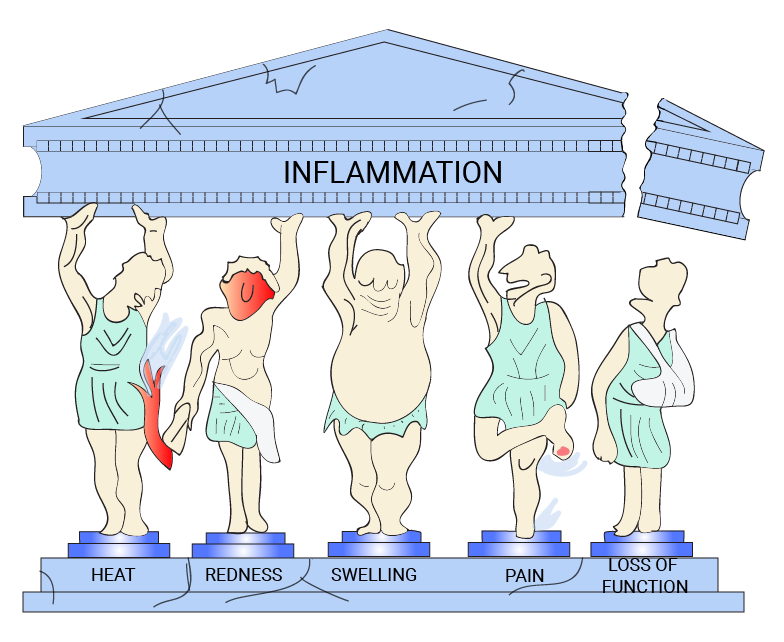 INFLAMMATION
HEAT
REDNESS
SWELLING
PAIN
LOSS OF
FUNCTION